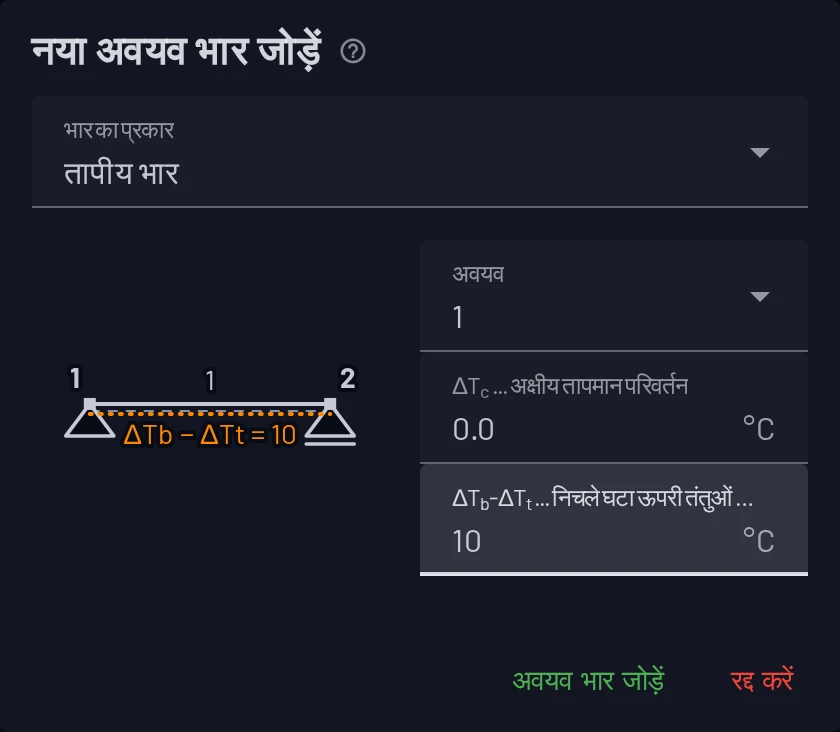 नया अवयव भार जोड़ें
भार का प्रकार
तापीय भार
अवयव
1
ΔTc ... अक्षीय तापमान परिवर्तन
0.0 °C
ΔTb-ΔTt ... निचले घटा ऊपरी तंतुओं ...
10 °C
1 1 2
ΔTb − ΔTt = 10
अवयव भार जोड़ें रद्द करें